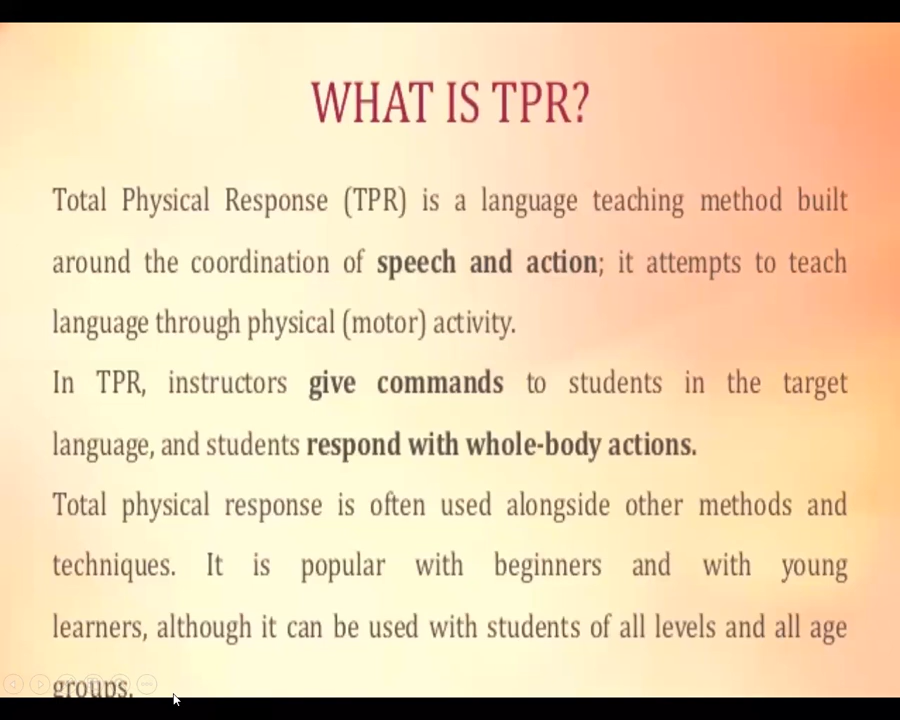 WHAT IS TPR?
Total Physical Response (TPR) is a language teaching method built
around the coordination of speech and action; it attempts to teach
language through physical (motor) activity.
In TPR, instructors give commands to students in the target
language, and students respond with whole-body actions.
Total physical response is often used alongside other methods and
techniques. It is popular with beginners and with young
learners, although it can be used with students of all levels and all age
groups.